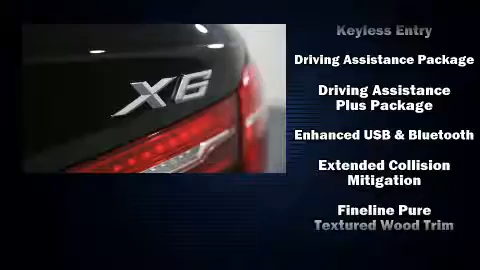 X6
Keyless Entry
Driving Assistance Package
Driving Assistance
Plus Package
Enhanced USB & Bluetooth
Extended Collision
Mitigation
Fineline Pure
Textured Wood Trim